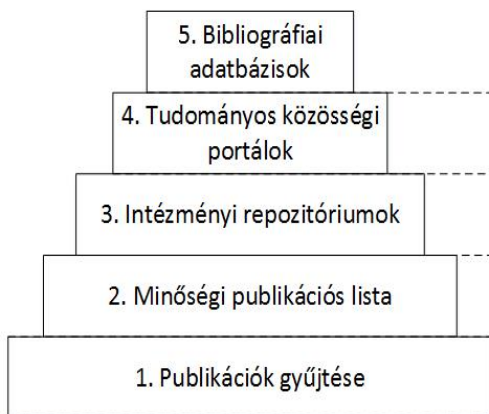 5. Bibliográfiai
adatbázisok
4. Tudományos közösségi
portálok
3. Intézményi repozitóriumok
2. Minőségi publikációs lista
1. Publikációk gyűjtése